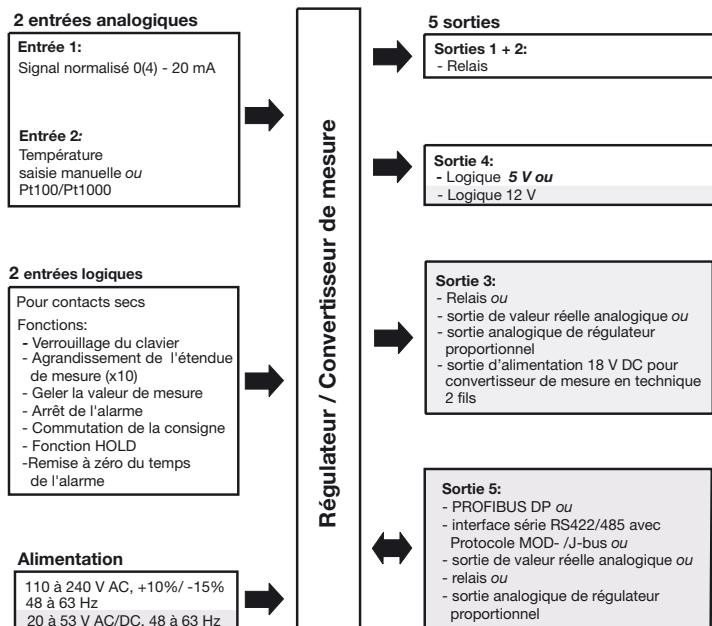 2 entrées analogiques
Entrée 1:
Signal normalisé 0(4) - 20 mA
Entrée 2:
Température
saisie manuelle ou
Pt100/Pt1000
2 entrées logiques
Pour contacts secs
Fonctions:
- Verrouillage du clavier
- Agrandissement de l'étendue
de mesure (x10)
- Geler la valeur de mesure
- Arrêt de l'alarme
- Commutation de la consigne
- Fonction HOLD
-Remise à zéro du temps
de l'alarme
Alimentation
110 à 240 V AC, +10%/ -15%
48 à 63 Hz
20 à 53 V AC/DC, 48 à 63 Hz
Régulateur / Convertisseur de mesure
5 sorties
Sorties 1 + 2:
- Relais
Sortie 4:
- Logique 5 V ou
- Logique 12 V
Sortie 3:
- Relais ou
- sortie de valeur réelle analogique ou
- sortie analogique de régulateur
proportionnel
- sortie d'alimentation 18 V DC pour
convertisseur de mesure en technique
2 fils
Sortie 5:
- PROFIBUS DP ou
- interface série RS422/485 avec
Protocole MOD- /J-bus ou
- sortie de valeur réelle analogique ou
- relais ou
- sortie analogique de régulateur
proportionnel